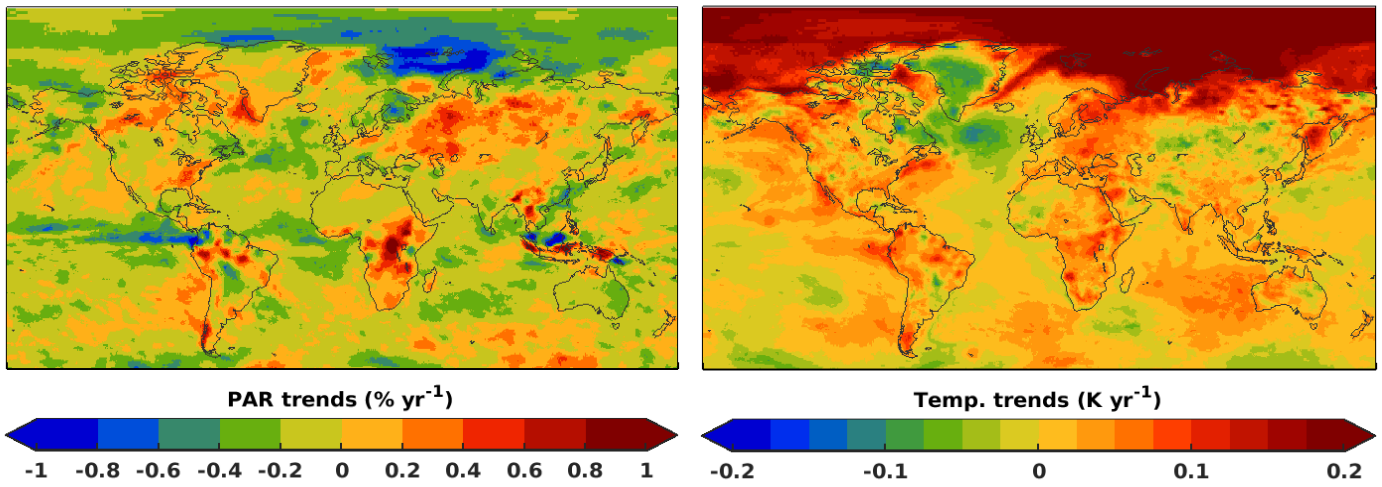 PAR trends (% yr-1)
-1 -0.8 -0.6 -0.4 -0.2 0 0.2 0.4 0.6 0.8 1
Temp. trends (K yr-1)
-0.2 -0.1 0 0.1 0.2